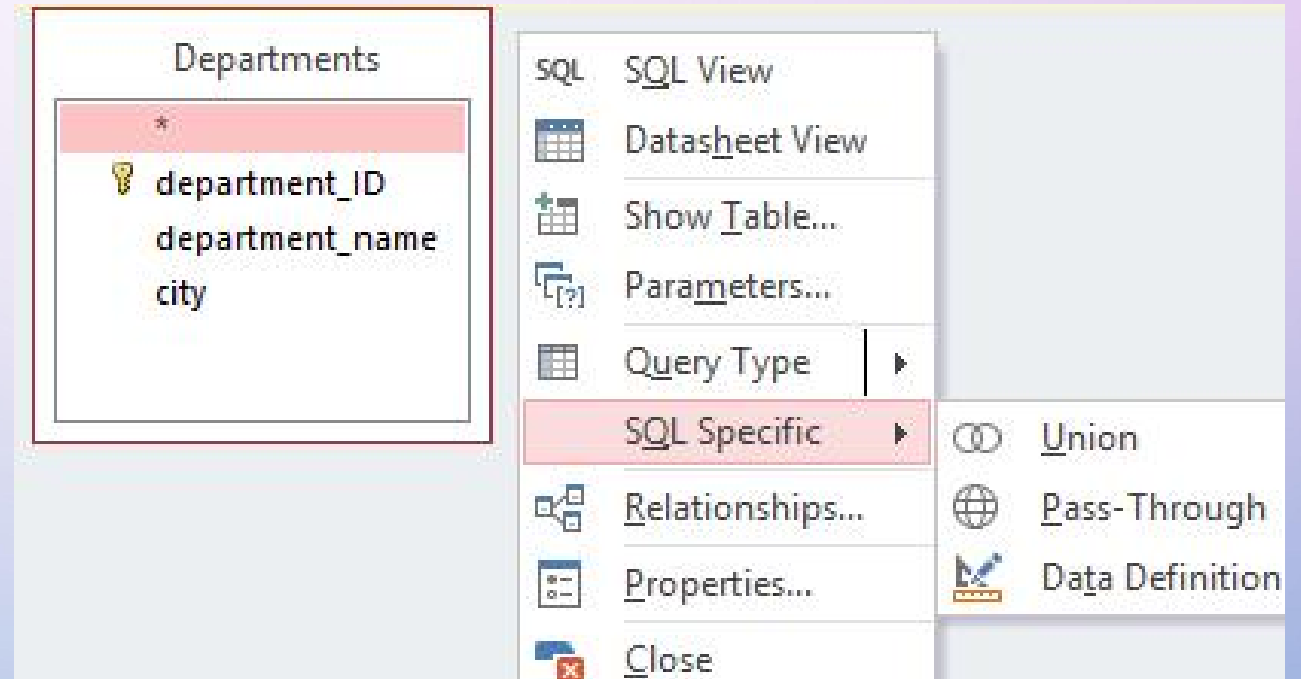 Departments
*
department_ID
department_name
city
SQL SQL View
Datasheet View
Show Table...
[?] Parameters...
Query Type
SQL Specific
Relationships...
Properties...
Close
Union
Pass-Through
Data Definition